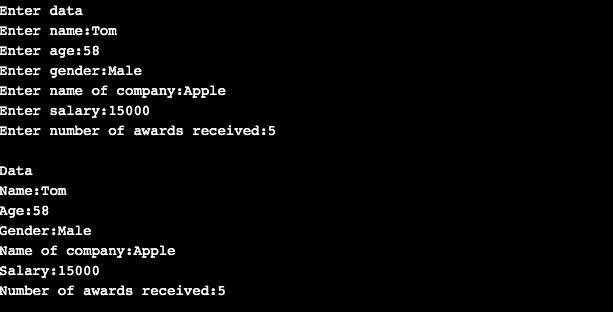 Enter data
Enter name:Tom
Enter age:58
Enter gender:Male
Enter name of company:Apple
Enter salary:15000
Enter number of awards received:5
Data
Name:Tom
Age:58
Gender:Male
Name of company:Apple
Salary:15000
Number of awards received:5